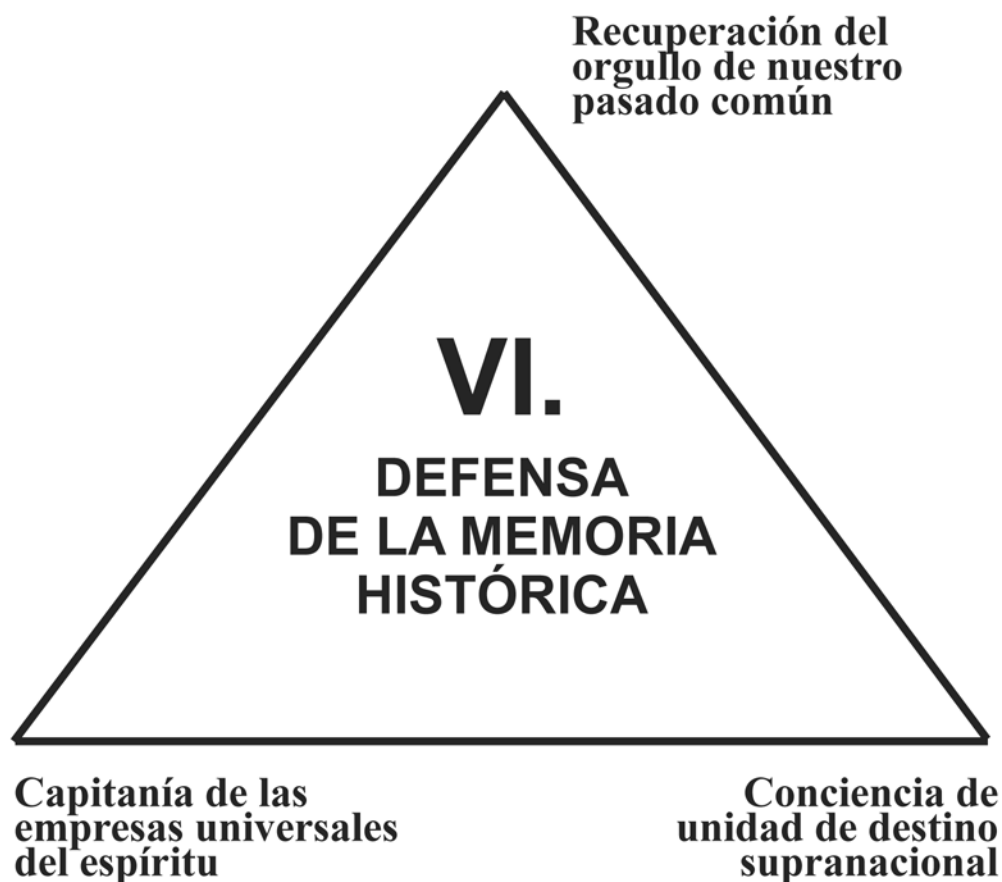 Recuperación del
orgullo de nuestro
pasado común
VI.
DEFENSA
DE LA MEMORIA
HISTÓRICA
Capitanía de las
empresas universales
del espíritu
Conciencia de
unidad de destino
supranacional